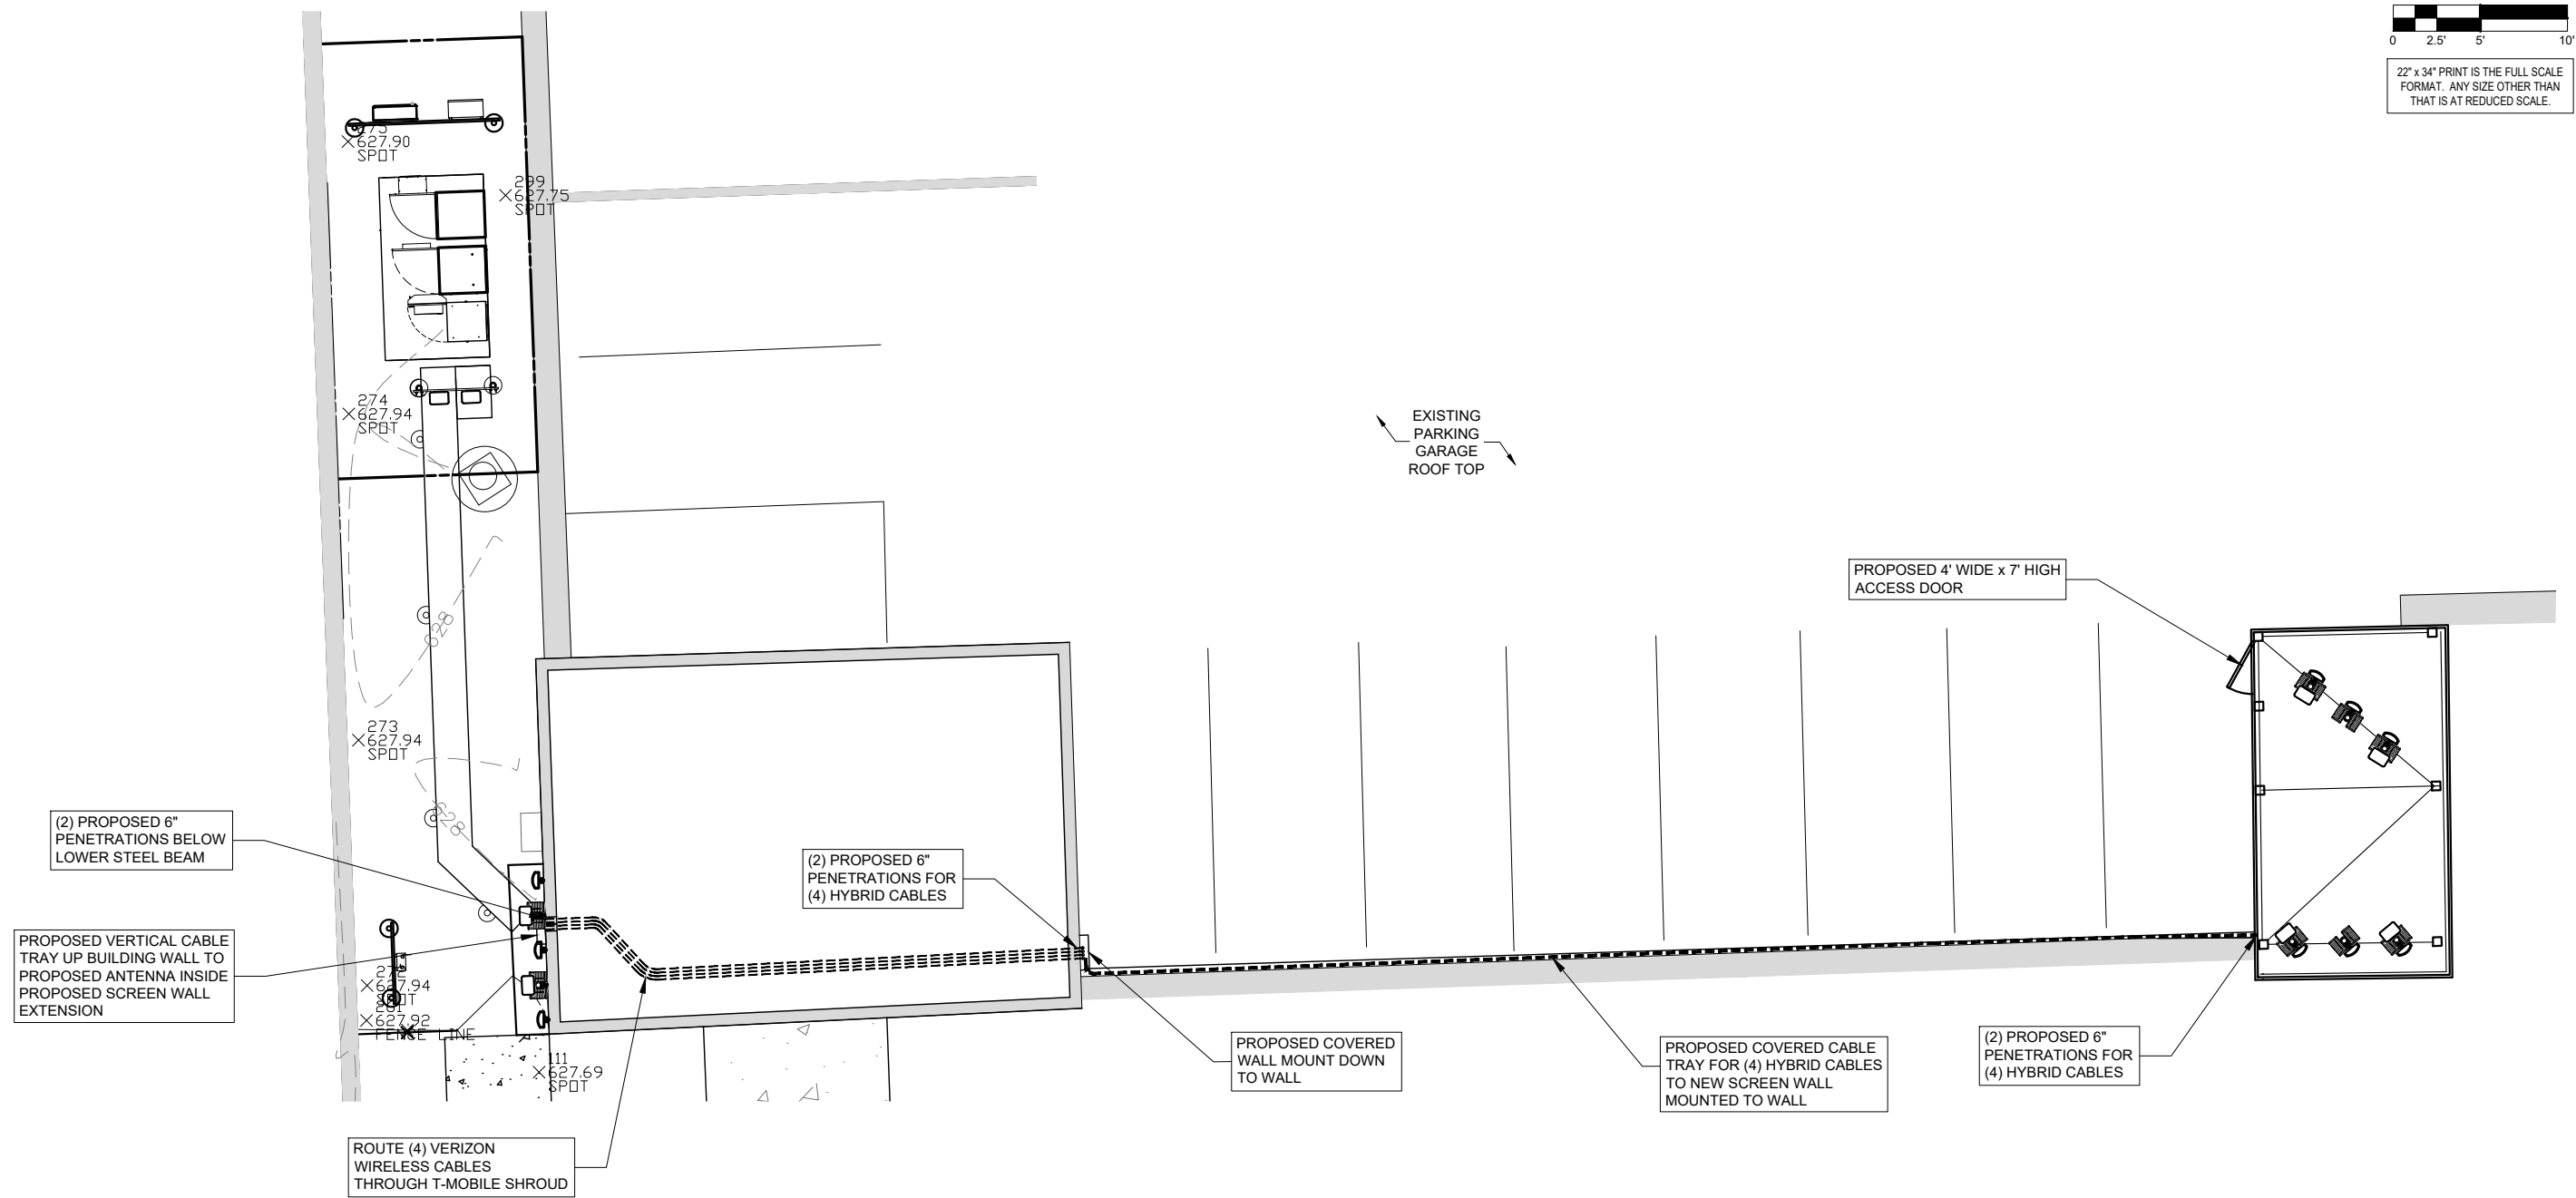 0 2.5' 5' 10'
22" x 34" PRINT IS THE FULL SCALE
FORMAT. ANY SIZE OTHER THAN
THAT IS AT REDUCED SCALE.
627.90
SPOT
299
627.75
SPOT
274
627.94
SPOT
EXISTING
PARKING
GARAGE
ROOF TOP
PROPOSED 4' WIDE x 7' HIGH
ACCESS DOOR
628
273
627.94
SPOT
628
(2) PROPOSED 6"
PENETRATIONS BELOW
LOWER STEEL BEAM
(2) PROPOSED 6"
PENETRATIONS FOR
(4) HYBRID CABLES
PROPOSED VERTICAL CABLE
TRAY UP BUILDING WALL TO
PROPOSED ANTENNA INSIDE
PROPOSED SCREEN WALL
EXTENSION
272
627.94
SPOT
261
627.92
FENCE LINE
111
627.69
SPOT
PROPOSED COVERED
WALL MOUNT DOWN
TO WALL
PROPOSED COVERED CABLE
TRAY FOR (4) HYBRID CABLES
TO NEW SCREEN WALL
MOUNTED TO WALL
(2) PROPOSED 6"
PENETRATIONS FOR
(4) HYBRID CABLES
ROUTE (4) VERIZON
WIRELESS CABLES
THROUGH T-MOBILE SHROUD